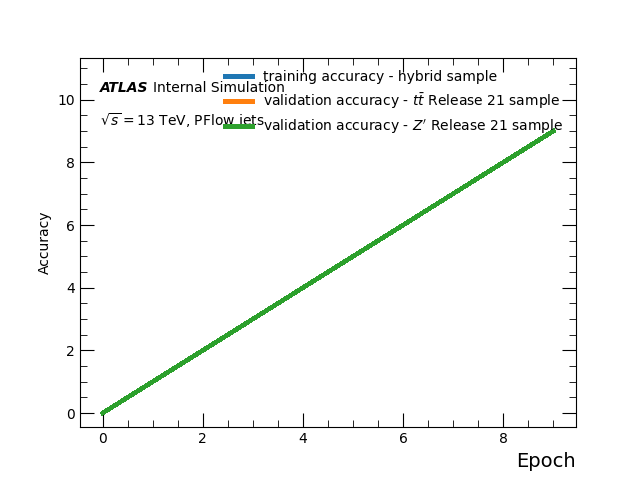 training accuracy - hybrid sample
ATLAS Internal Simulation
validation accuracy - tt̄ Release 21 sample
√s = 13 TeV, PFlow jets
validation accuracy - Z′ Release 21 sample
10
8
6
4
2
0
Accuracy
0 2 4 6 8
Epoch